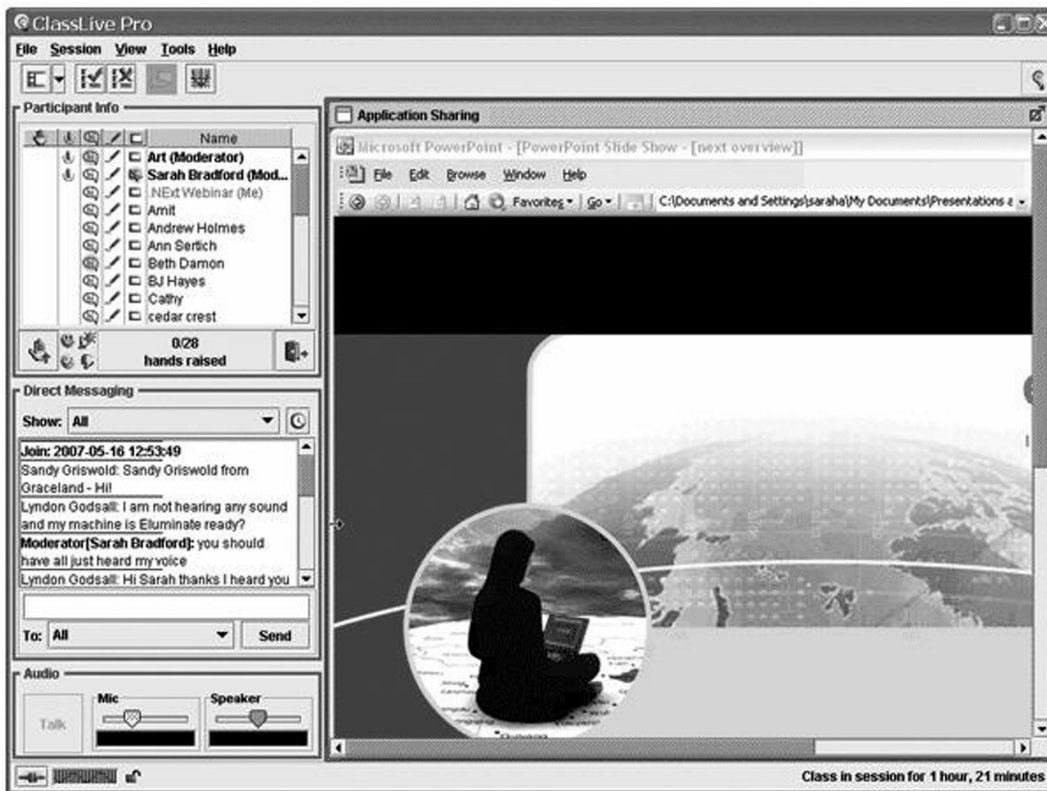 ClassLive Pro
File Session View Tools Help
Participant Info
Name
Art (Moderator)
Sarah Bradford (Mod...
.NExt Webinar (Me)
Amit
Andrew Holmes
Ann Sertich
Beth Damon
BJ Hayes
Cathy
cedar crest
0/28
hands raised
Direct Messaging
Show: All
Join: 2007-05-16 12:53:49
Sandy Griswold: Sandy Griswold from
Graceland - Hi!
Lyndon Godsall: I am not hearing any sound
and my machine is Eluminate ready?
Moderator[Sarah Bradford]: you should
have all just heard my voice
Lyndon Godsall: Hi Sarah thanks I heard you
To: All
Send
Audio
Talk
Mic
Speaker
Application Sharing
Microsoft PowerPoint - [PowerPoint Slide Show - [next overview]]
File Edit Browse Window Help
Favorites Go C:\Documents and Settings\saraha\My Documents\Presentations a
Class in session for 1 hour, 21 minutes